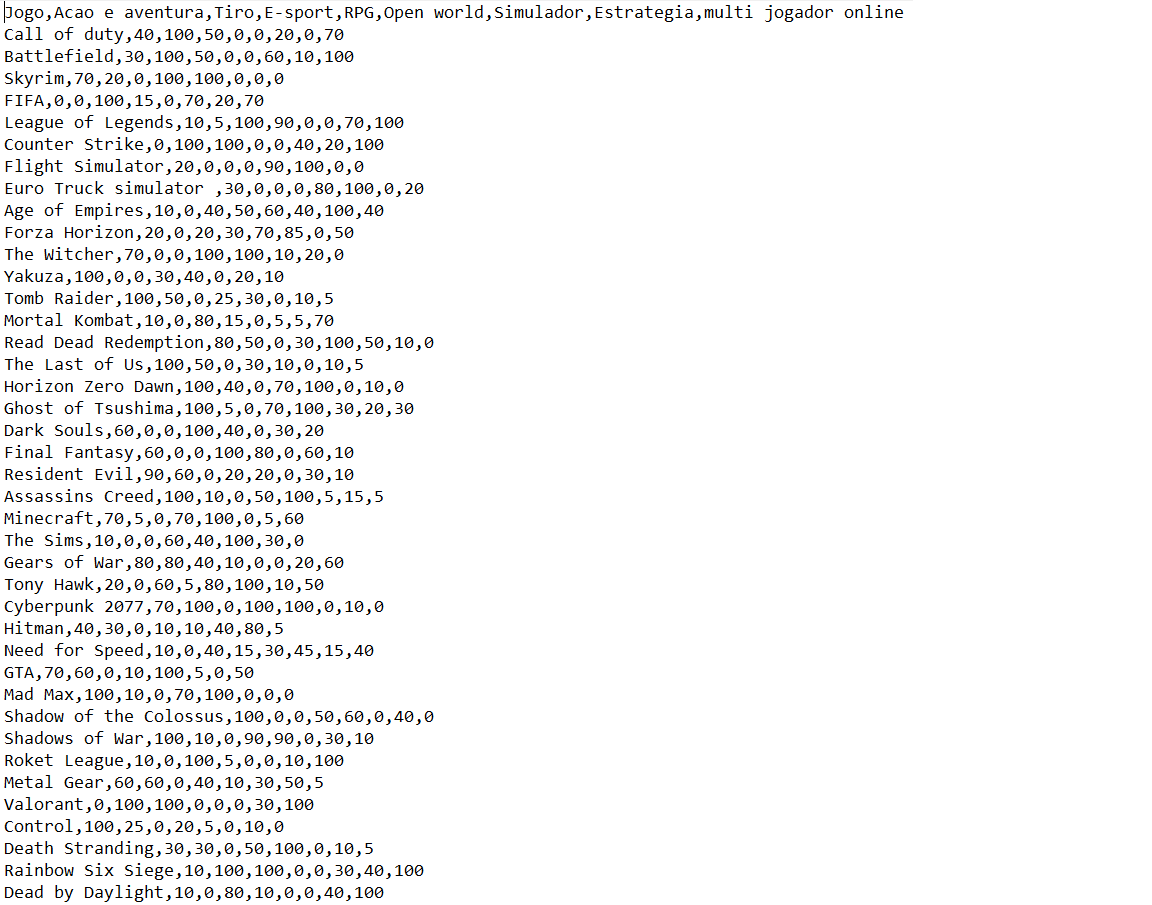 Jogo,Acao e aventura,Tiro,E-sport,RPG,Open world,Simulador,Estrategia,multi jogador online
Call of duty,40,100,50,0,0,20,0,70
Battlefield,30,100,50,0,0,60,10,100
Skyrim,70,20,0,100,100,0,0,0
FIFA,0,0,100,15,0,70,20,70
League of Legends,10,5,100,90,0,0,70,100
Counter Strike,0,100,100,0,0,40,20,100
Flight Simulator,20,0,0,0,90,100,0,0
Euro Truck simulator ,30,0,0,0,80,100,0,20
Age of Empires,10,0,40,50,60,40,100,40
Forza Horizon,20,0,20,30,70,85,0,50
The Witcher,70,0,0,100,100,10,20,0
Yakuza,100,0,0,30,40,0,20,10
Tomb Raider,100,50,0,25,30,0,10,5
Mortal Kombat,10,0,80,15,0,5,5,70
Read Dead Redemption,80,50,0,30,100,50,10,0
The Last of Us,100,50,0,30,10,0,10,5
Horizon Zero Dawn,100,40,0,70,100,0,10,0
Ghost of Tsushima,100,5,0,70,100,30,20,30
Dark Souls,60,0,0,100,40,0,30,20
Final Fantasy,60,0,0,100,80,0,60,10
Resident Evil,90,60,0,20,20,0,30,10
Assassins Creed,100,10,0,50,100,5,15,5
Minecraft,70,5,0,70,100,0,5,60
The Sims,10,0,0,60,40,100,30,0
Gears of War,80,80,40,10,0,0,20,60
Tony Hawk,20,0,60,5,80,100,10,50
Cyberpunk 2077,70,100,0,100,100,0,10,0
Hitman,40,30,0,10,10,40,80,5
Need for Speed,10,0,40,15,30,45,15,40
GTA,70,60,0,10,100,5,0,50
Mad Max,100,10,0,70,100,0,0,0
Shadow of the Colossus,100,0,0,50,60,0,40,0
Shadows of War,100,10,0,90,90,0,30,10
Roket League,10,0,100,5,0,0,10,100
Metal Gear,60,60,0,40,10,30,50,5
Valorant,0,100,100,0,0,0,30,100
Control,100,25,0,20,5,0,10,0
Death Stranding,30,30,0,50,100,0,10,5
Rainbow Six Siege,10,100,100,0,0,30,40,100
Dead by Daylight,10,0,80,10,0,0,40,100